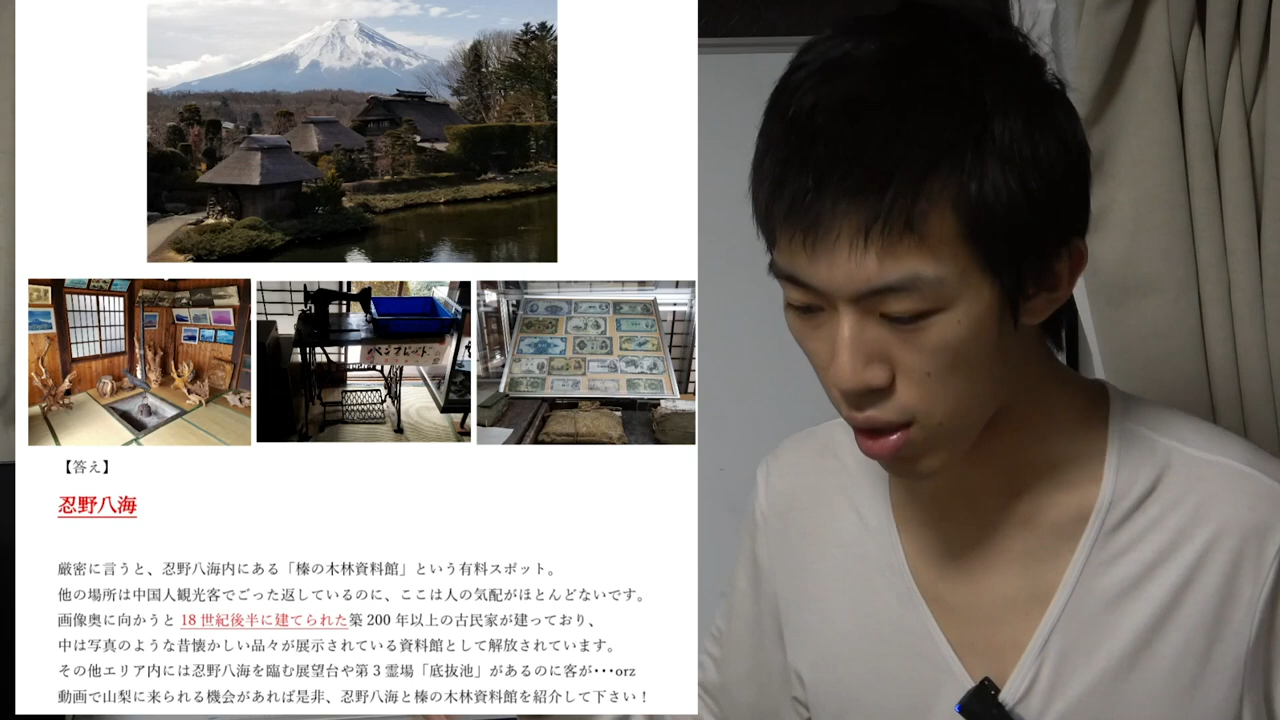 パンフレット
【答え】
忍野八海
厳密に言うと、忍野八海内にある「榛の木林資料館」という有料スポット。
他の場所は中国人観光客でごった返しているのに、ここは人の気配がほとんどないです。
画像奥に向かうと 18 世紀後半に建てられた築 200 年以上の古民家が建っており、
中は写真のような昔懐かしい品々が展示されている資料館として解放されています。
その他エリア内には忍野八海を臨む展望台や第 3 霊場「底抜池」があるのに客が･･･orz
動画で山梨に来られる機会があれば是非、忍野八海と榛の木林資料館を紹介して下さい！